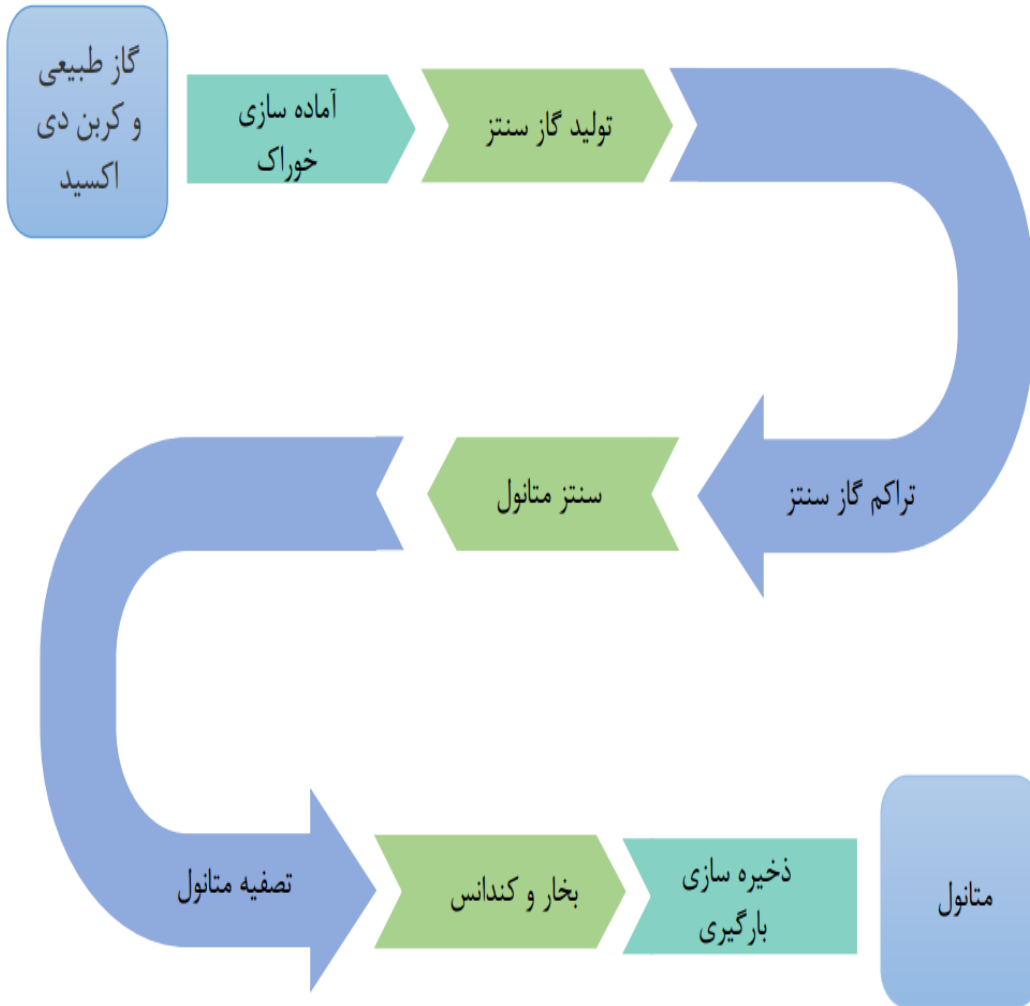 گاز طبیعی
و کربن دی
اکسید
آماده سازی
خوراک
تولید گاز سنتز
تراکم گاز سنتز
سنتز متانول
تصفیه متانول
بخار و کندانس
ذخیره سازی
بارگیری
متانول